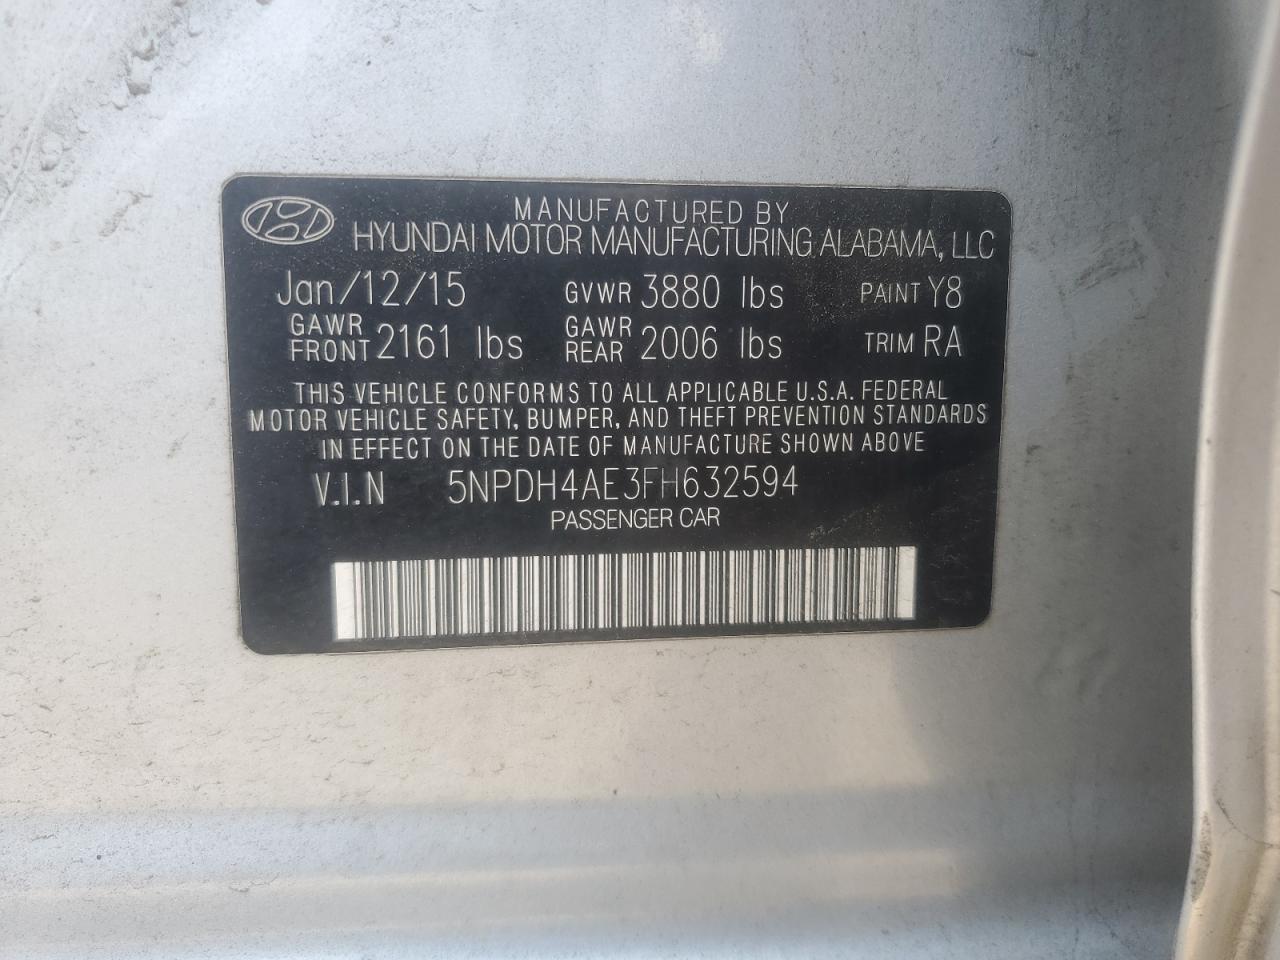 MANUFACTURED BY
HYUNDAI MOTOR MANUFACTURING ALABAMA, LLC
Jan/12/15 GVWR 3880 lbs PAINT Y8
GAWR FRONT 2161 lbs GAWR REAR 2006 lbs TRIM RA
THIS VEHICLE CONFORMS TO ALL APPLICABLE U.S.A. FEDERAL
MOTOR VEHICLE SAFETY, BUMPER, AND THEFT PREVENTION STANDARDS
IN EFFECT ON THE DATE OF MANUFACTURE SHOWN ABOVE
V.I.N 5NPDH4AE3FH632594
PASSENGER CAR